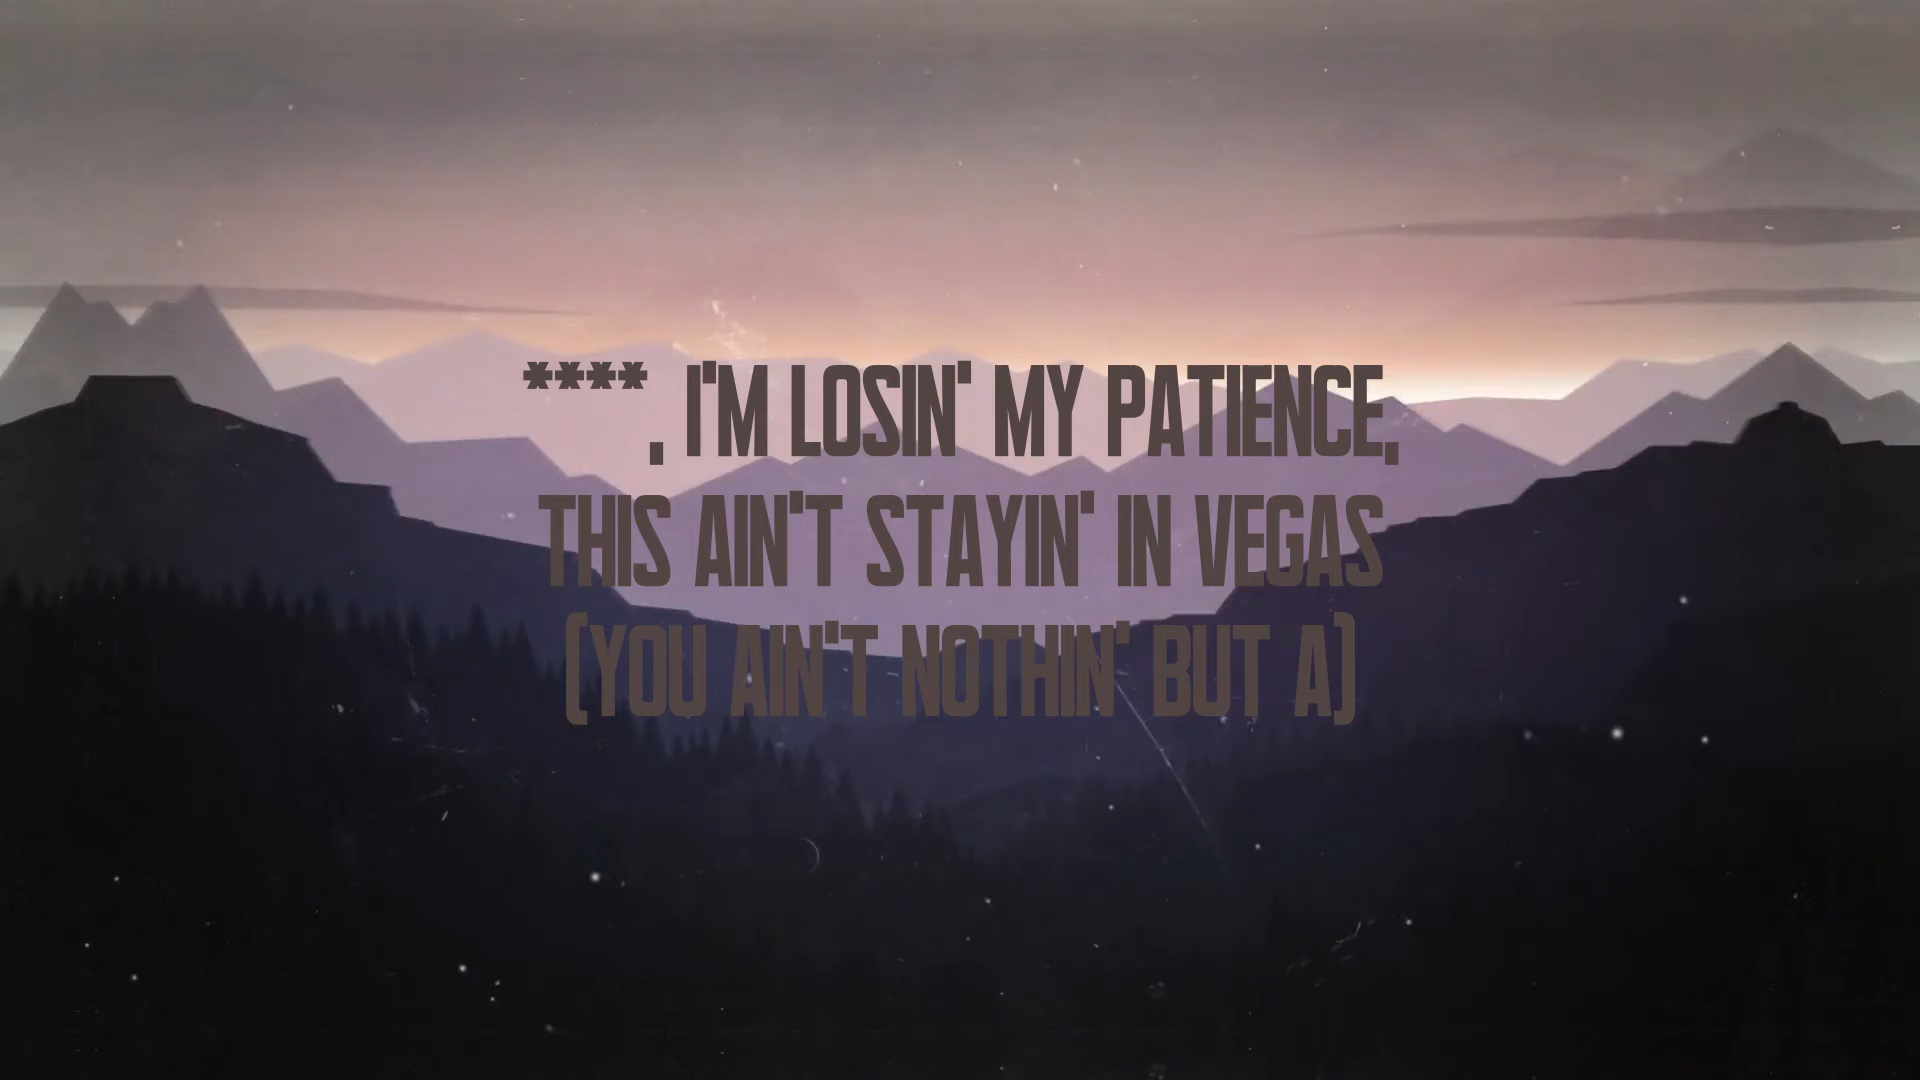 ****, I'M LOSIN' MY PATIENCE,
THIS AIN'T STAYIN' IN VEGAS
(YOU AIN'T NOTHIN' BUT A)